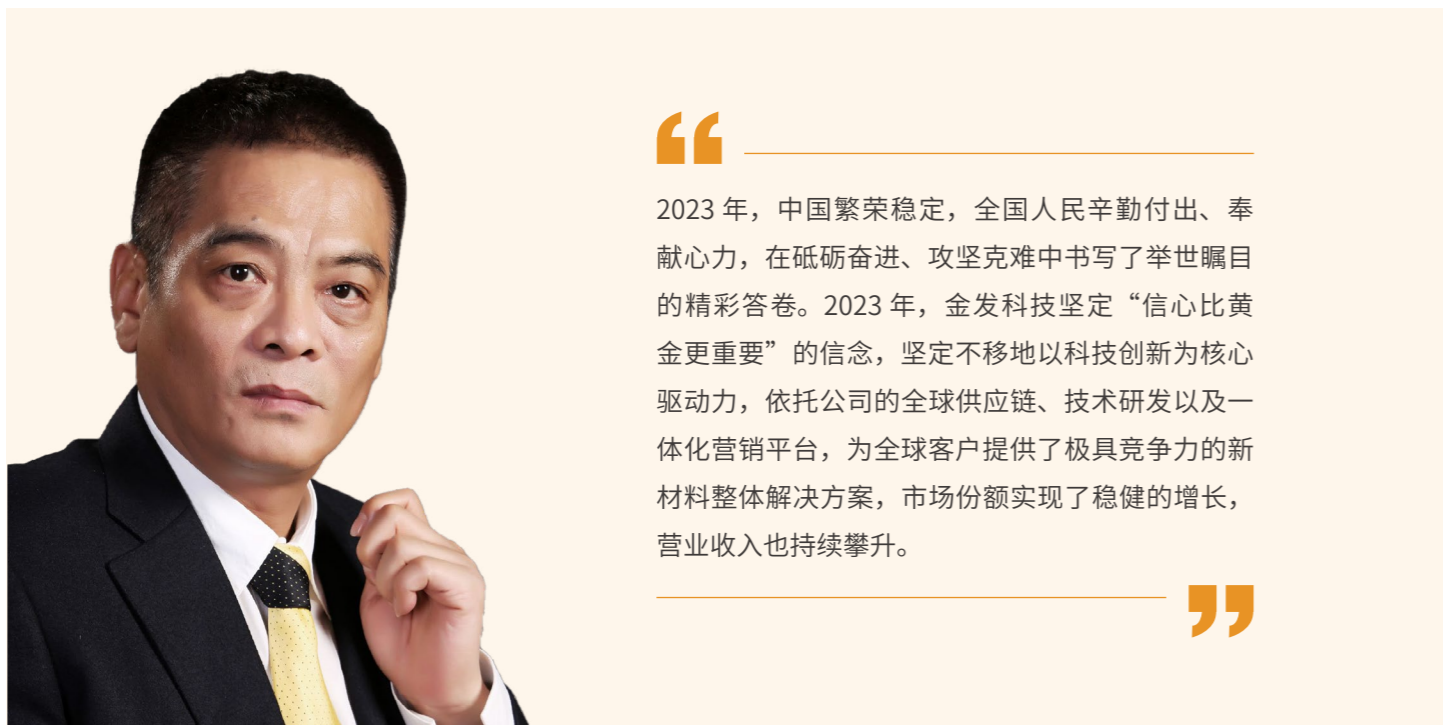 2023 年，中国繁荣稳定，全国人民辛勤付出、奉
献心力，在砥砺奋进、攻坚克难中书写了举世瞩目
的精彩答卷。2023 年，金发科技坚定“信心比黄
金更重要”的信念，坚定不移地以科技创新为核心
驱动力，依托公司的全球供应链、技术研发以及一
体化营销平台，为全球客户提供了极具竞争力的新
材料整体解决方案，市场份额实现了稳健的增长，
营业收入也持续攀升。